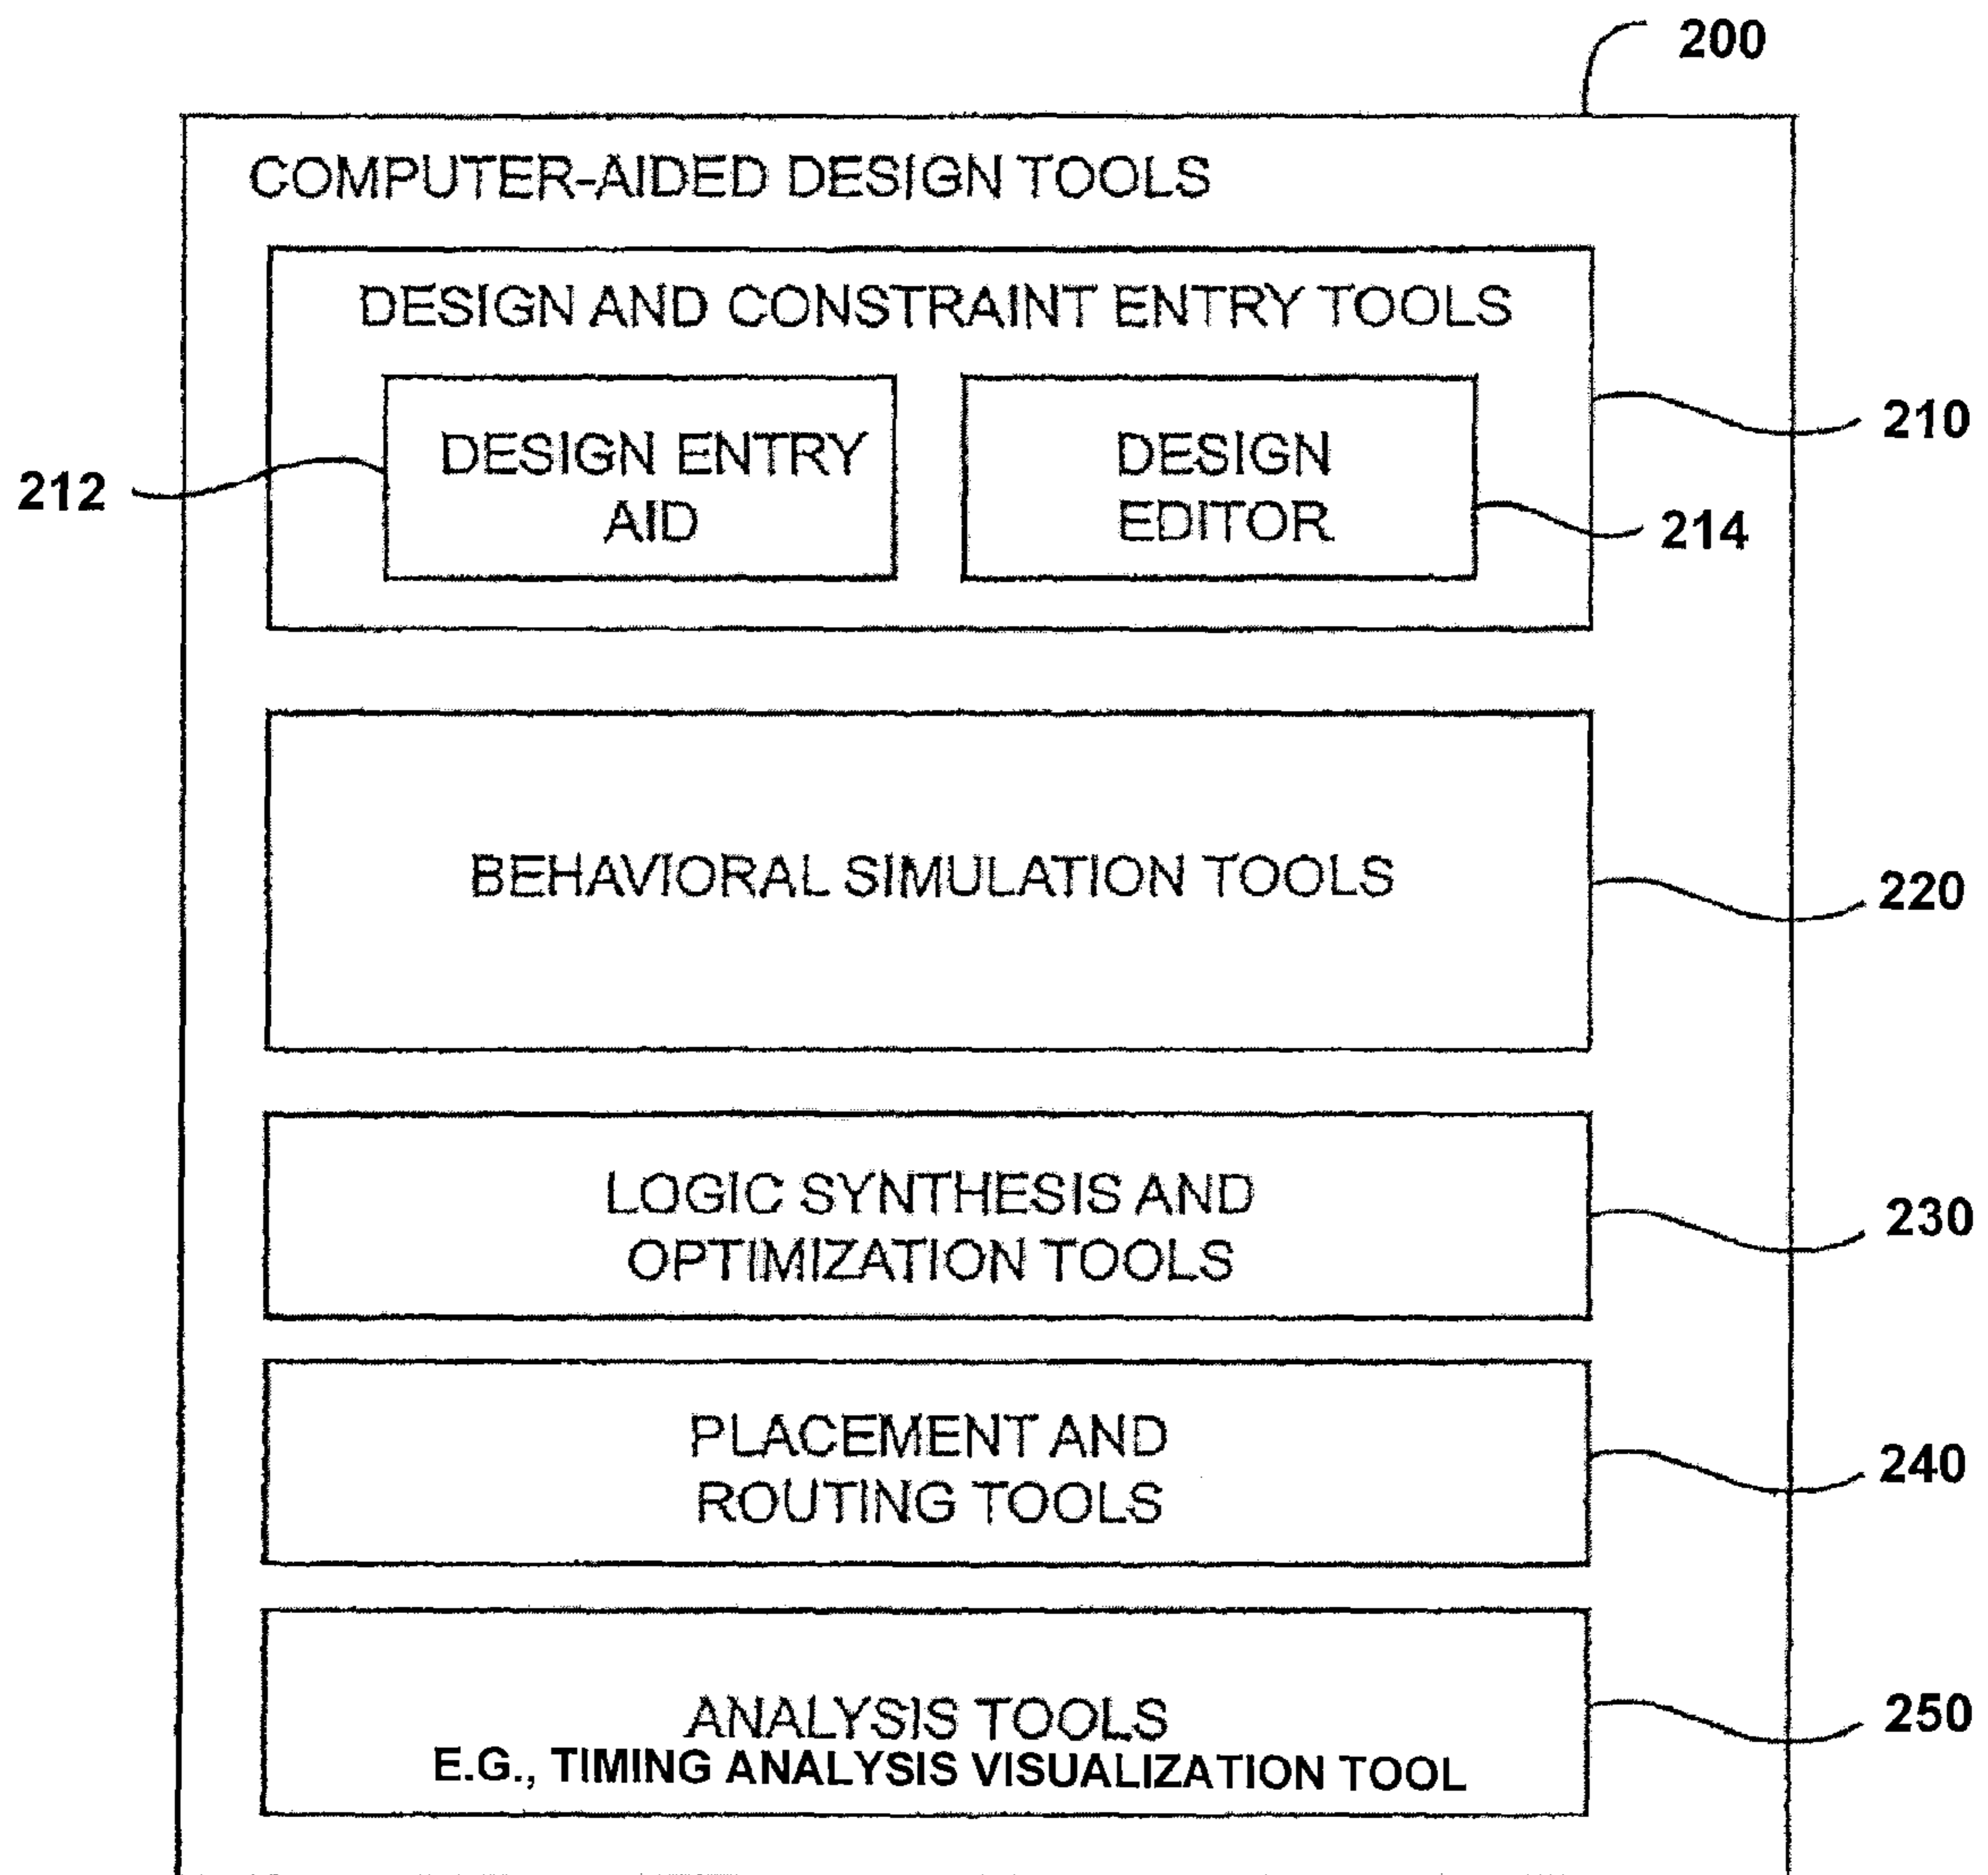 200
COMPUTER-AIDED DESIGN TOOLS
DESIGN AND CONSTRAINT ENTRY TOOLS
210
DESIGN ENTRY
AID
212
DESIGN
EDITOR
214
BEHAVIORAL SIMULATION TOOLS
220
LOGIC SYNTHESIS AND
OPTIMIZATION TOOLS
230
PLACEMENT AND
ROUTING TOOLS
240
ANALYSIS TOOLS
E.G., TIMING ANALYSIS VISUALIZATION TOOL
250